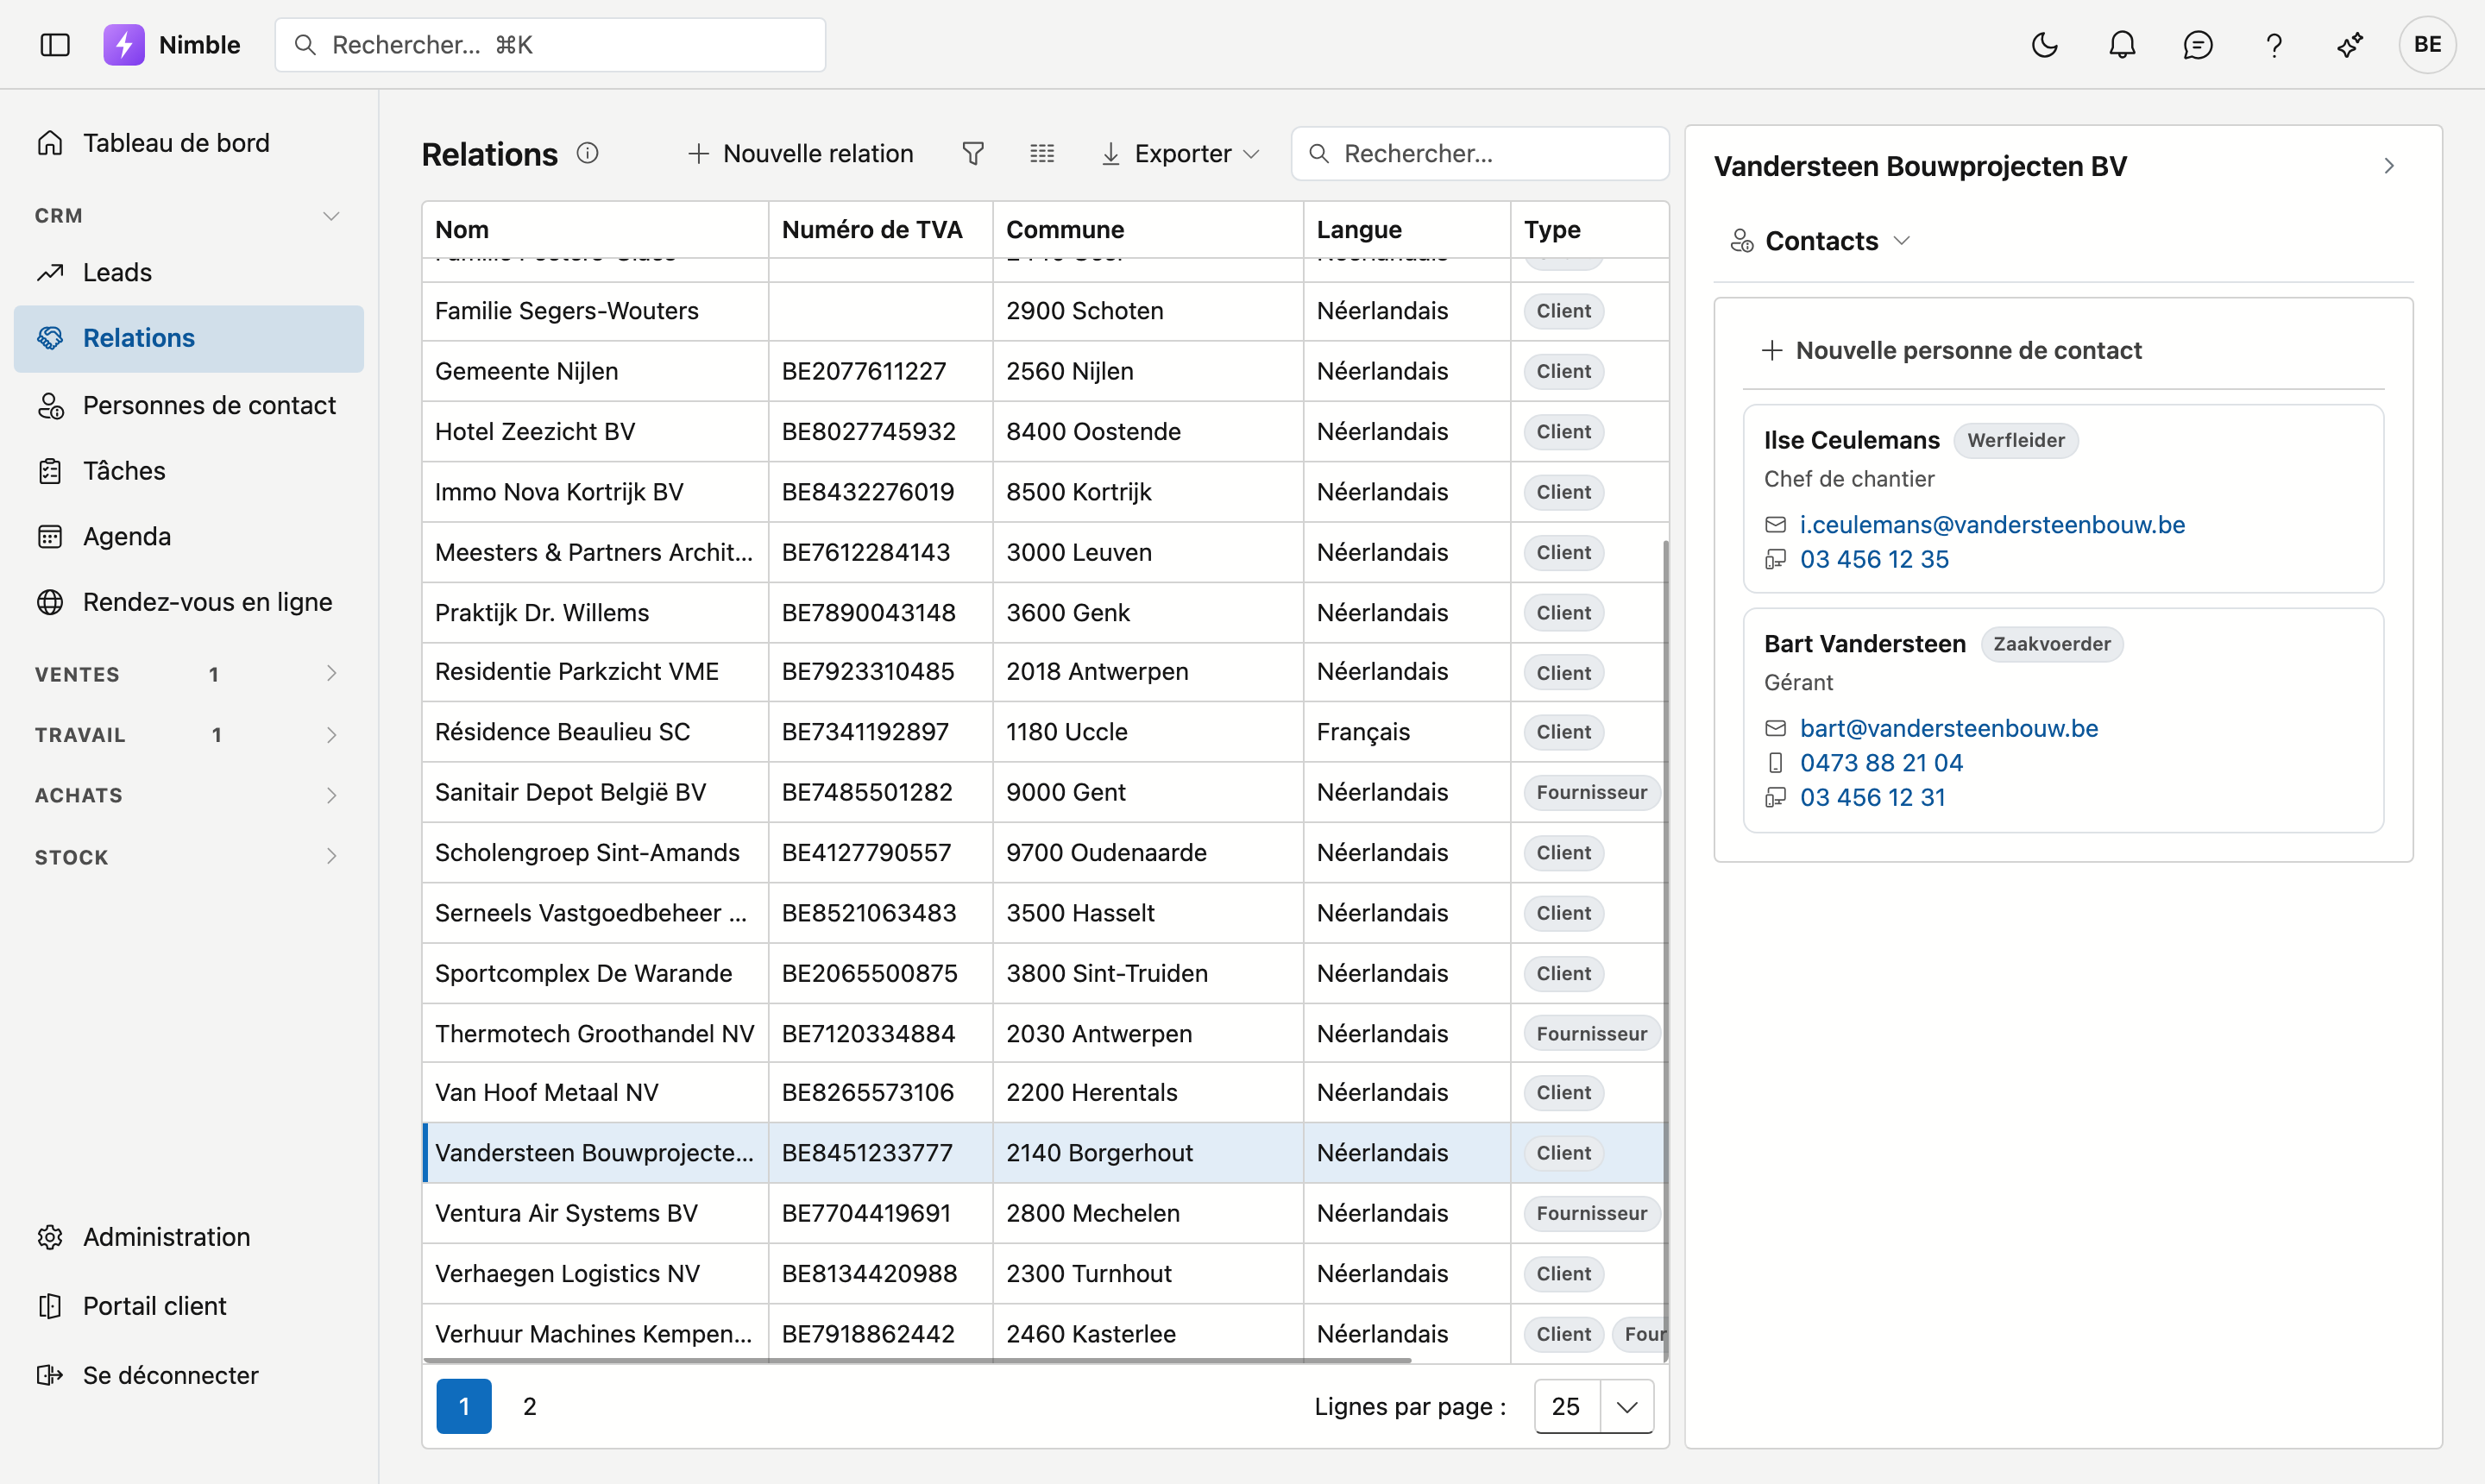 Nimble
Rechercher... ⌘K
BE
Tableau de bord
CRM
Leads
Relations
Personnes de contact
Tâches
Agenda
Rendez-vous en ligne
VENTES 1
TRAVAIL 1
ACHATS
STOCK
Administration
Portail client
Se déconnecter
Relations
Nouvelle relation
Exporter
Rechercher...
Nom Numéro de TVA Commune Langue Type
Familie Segers-Wouters 2900 Schoten Néerlandais Client
Gemeente Nijlen BE2077611227 2560 Nijlen Néerlandais Client
Hotel Zeezicht BV BE8027745932 8400 Oostende Néerlandais Client
Immo Nova Kortrijk BV BE8432276019 8500 Kortrijk Néerlandais Client
Meesters & Partners Archit... BE7612284143 3000 Leuven Néerlandais Client
Praktijk Dr. Willems BE7890043148 3600 Genk Néerlandais Client
Residentie Parkzicht VME BE7923310485 2018 Antwerpen Néerlandais Client
Résidence Beaulieu SC BE7341192897 1180 Uccle Français Client
Sanitair Depot België BV BE7485501282 9000 Gent Néerlandais Fournisseur
Scholengroep Sint-Amands BE4127790557 9700 Oudenaarde Néerlandais Client
Serneels Vastgoedbeheer ... BE8521063483 3500 Hasselt Néerlandais Client
Sportcomplex De Warande BE2065500875 3800 Sint-Truiden Néerlandais Client
Thermotech Groothandel NV BE7120334884 2030 Antwerpen Néerlandais Fournisseur
Van Hoof Metaal NV BE8265573106 2200 Herentals Néerlandais Client
Vandersteen Bouwprojecte... BE8451233777 2140 Borgerhout Néerlandais Client
Ventura Air Systems BV BE7704419691 2800 Mechelen Néerlandais Fournisseur
Verhaegen Logistics NV BE8134420988 2300 Turnhout Néerlandais Client
Verhuur Machines Kempen... BE7918862442 2460 Kasterlee Néerlandais Client Four
1 2
Lignes par page : 25
Vandersteen Bouwprojecten BV
Contacts
Nouvelle personne de contact
Ilse Ceulemans Werfleider
Chef de chantier
i.ceulemans@vandersteenbouw.be
03 456 12 35
Bart Vandersteen Zaakvoerder
Gérant
bart@vandersteenbouw.be
0473 88 21 04
03 456 12 31